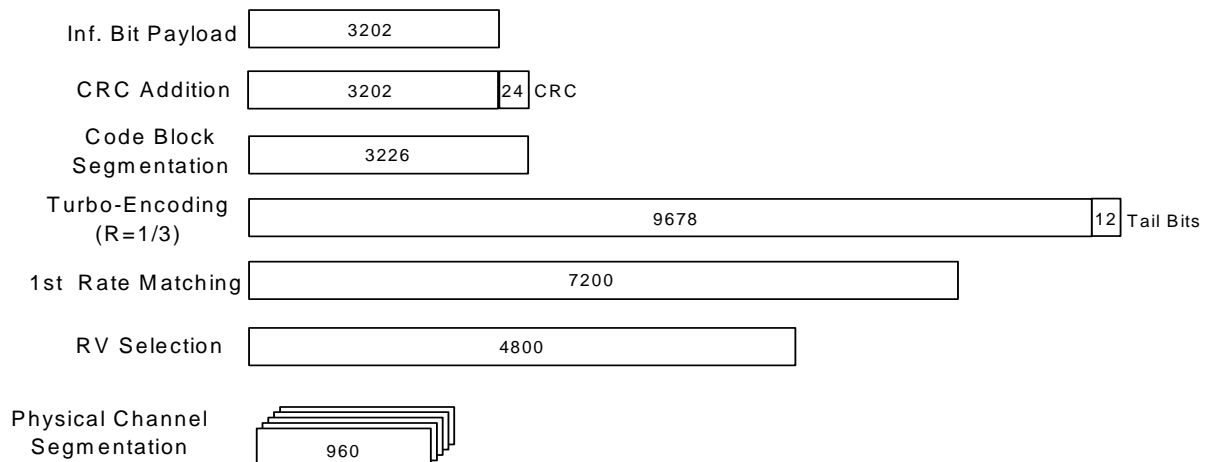 Inf. Bit Payload 3202
CRC Addition 3202 24 CRC
Code Block
Segmentation 3226
Turbo-Encoding
(R=1/3) 9678 12 Tail Bits
1st Rate Matching 7200
RV Selection 4800
Physical Channel
Segmentation 960